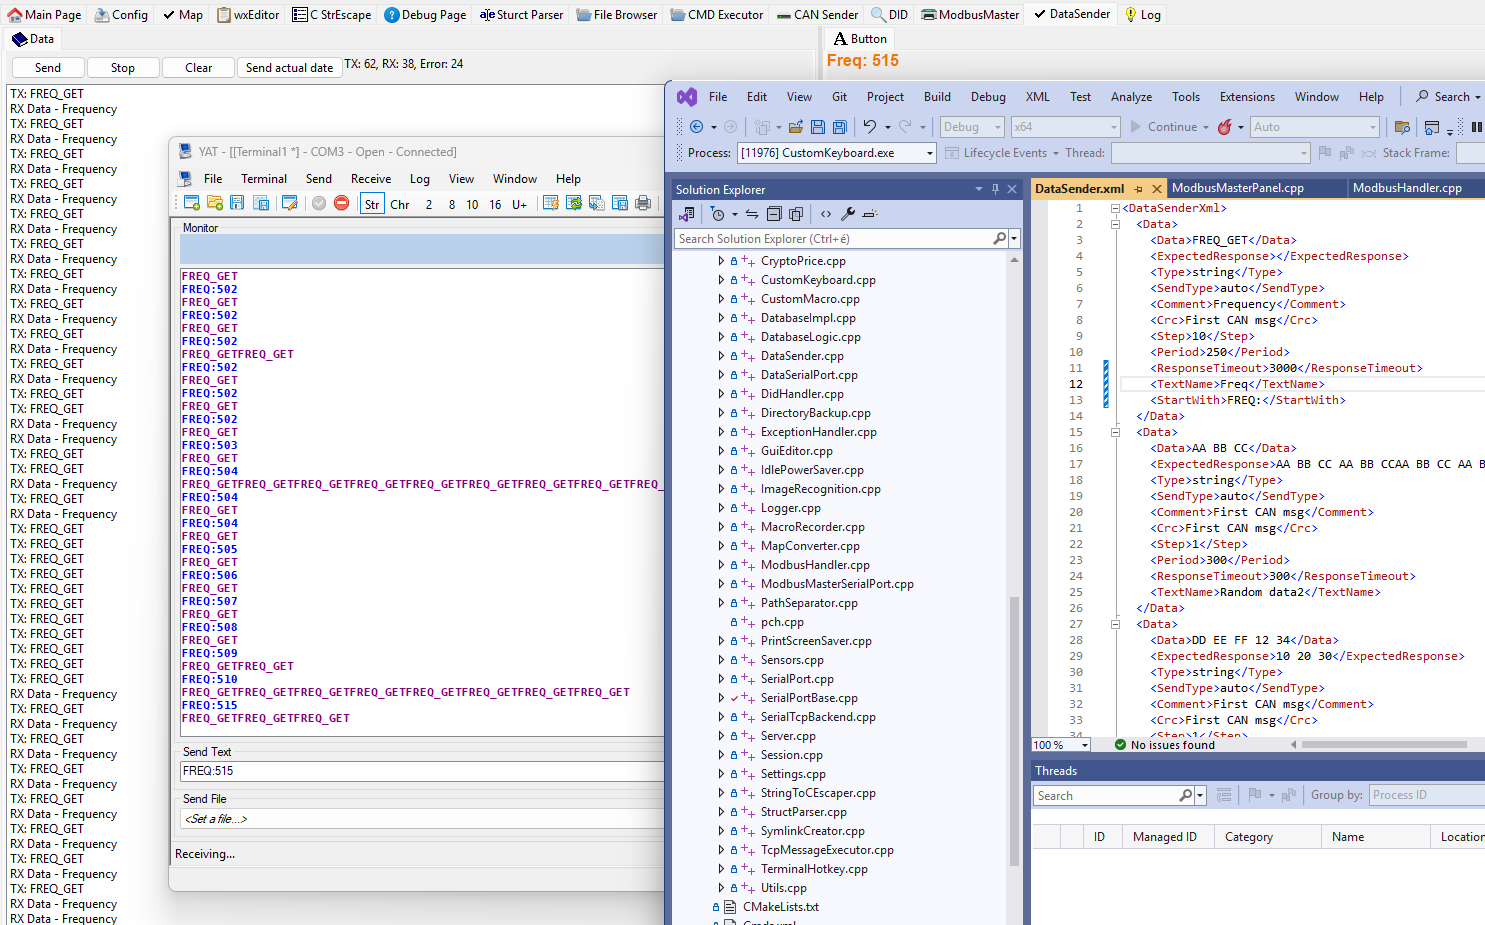 Main Page Config Map wxEditor C StrEscape Debug Page Sturct Parser File Browser CMD Executor CAN Sender DID ModbusMaster DataSender Log
Data
Button
Send Stop Clear Send actual date TX: 62, RX: 38, Error: 24
Freq: 515
TX: FREQ_GET
RX Data - Frequency
TX: FREQ_GET
RX Data - Frequency
TX: FREQ_GET
RX Data - Frequency
TX: FREQ_GET
RX Data - Frequency
TX: FREQ_GET
RX Data - Frequency
TX: FREQ_GET
RX Data - Frequency
TX: FREQ_GET
RX Data - Frequency
TX: FREQ_GET
RX Data - Frequency
TX: FREQ_GET
RX Data - Frequency
TX: FREQ_GET
RX Data - Frequency
TX: FREQ_GET
RX Data - Frequency
RX Data - Frequency
TX: FREQ_GET
RX Data - Frequency
TX: FREQ_GET
RX Data - Frequency
TX: FREQ_GET
RX Data - Frequency
TX: FREQ_GET
TX: FREQ_GET
TX: FREQ_GET
TX: FREQ_GET
TX: FREQ_GET
TX: FREQ_GET
TX: FREQ_GET
TX: FREQ_GET
TX: FREQ_GET
TX: FREQ_GET
TX: FREQ_GET
RX Data - Frequency
TX: FREQ_GET
RX Data - Frequency
TX: FREQ_GET
RX Data - Frequency
TX: FREQ_GET
RX Data - Frequency
TX: FREQ_GET
RX Data - Frequency
TX: FREQ_GET
RX Data - Frequency
TX: FREQ_GET
RX Data - Frequency
TX: FREQ_GET
RX Data - Frequency
RX Data - Frequency
YAT - [[Terminal1 *] - COM3 - Open - Connected]
File Terminal Send Receive Log View Window Help
Str Chr 2 8 10 16 U+
Monitor
FREQ_GET
FREQ:502
FREQ_GET
FREQ:502
FREQ_GET
FREQ:502
FREQ_GETFREQ_GET
FREQ:502
FREQ_GET
FREQ:502
FREQ_GET
FREQ:502
FREQ_GET
FREQ:503
FREQ_GET
FREQ:504
FREQ_GETFREQ_GETFREQ_GETFREQ_GETFREQ_GETFREQ_GETFREQ_GETFREQ_GETFREQ_
FREQ:504
FREQ_GET
FREQ:504
FREQ_GET
FREQ:505
FREQ_GET
FREQ:506
FREQ_GET
FREQ:507
FREQ_GET
FREQ:508
FREQ_GET
FREQ:509
FREQ_GETFREQ_GET
FREQ:510
FREQ_GETFREQ_GETFREQ_GETFREQ_GETFREQ_GETFREQ_GETFREQ_GETFREQ_GET
FREQ:515
FREQ_GETFREQ_GETFREQ_GET
Send Text
FREQ:515
Send File
<Set a file...>
Receiving...
File Edit View Git Project Build Debug XML Test Analyze Tools Extensions Window Help Search
Debug x64 Continue Auto
Process: [11976] CustomKeyboard.exe Lifecycle Events Thread: Stack Frame:
Solution Explorer
Search Solution Explorer (Ctrl+é)
CryptoPrice.cpp
CustomKeyboard.cpp
CustomMacro.cpp
DatabaseImpl.cpp
DatabaseLogic.cpp
DataSender.cpp
DataSerialPort.cpp
DidHandler.cpp
DirectoryBackup.cpp
ExceptionHandler.cpp
GuiEditor.cpp
IdlePowerSaver.cpp
ImageRecognition.cpp
Logger.cpp
MacroRecorder.cpp
MapConverter.cpp
ModbusHandler.cpp
ModbusMasterSerialPort.cpp
PathSeparator.cpp
pch.cpp
PrintScreenSaver.cpp
Sensors.cpp
SerialPort.cpp
SerialPortBase.cpp
SerialTcpBackend.cpp
Server.cpp
Session.cpp
Settings.cpp
StringToCEscaper.cpp
StructParser.cpp
SymlinkCreator.cpp
TcpMessageExecutor.cpp
TerminalHotkey.cpp
Utils.cpp
CMakeLists.txt
DataSender.xml ModbusMasterPanel.cpp ModbusHandler.cpp
1 <DataSenderXml>
2 <Data>
3 <Data>FREQ_GET</Data>
4 <ExpectedResponse></ExpectedResponse>
5 <Type>string</Type>
6 <SendType>auto</SendType>
7 <Comment>Frequency</Comment>
8 <Crc>First CAN msg</Crc>
9 <Step>10</Step>
10 <Period>250</Period>
11 <ResponseTimeout>3000</ResponseTimeout>
12 <TextName>Freq</TextName>
13 <StartWith>FREQ:</StartWith>
14 </Data>
15 <Data>
16 <Data>AA BB CC</Data>
17 <ExpectedResponse>AA BB CC AA BB CCAA BB CC AA B
18 <Type>string</Type>
19 <SendType>auto</SendType>
20 <Comment>First CAN msg</Comment>
21 <Crc>First CAN msg</Crc>
22 <Step>1</Step>
23 <Period>300</Period>
24 <ResponseTimeout>300</ResponseTimeout>
25 <TextName>Random data2</TextName>
26 </Data>
27 <Data>
28 <Data>DD EE FF 12 34</Data>
29 <ExpectedResponse>10 20 30</ExpectedResponse>
30 <Type>string</Type>
31 <SendType>auto</SendType>
32 <Comment>First CAN msg</Comment>
33 <Crc>First CAN msg</Crc>
34 <Step>1</Step>
100 % No issues found
Threads
Search Group by: Process ID
ID Managed ID Category Name Location